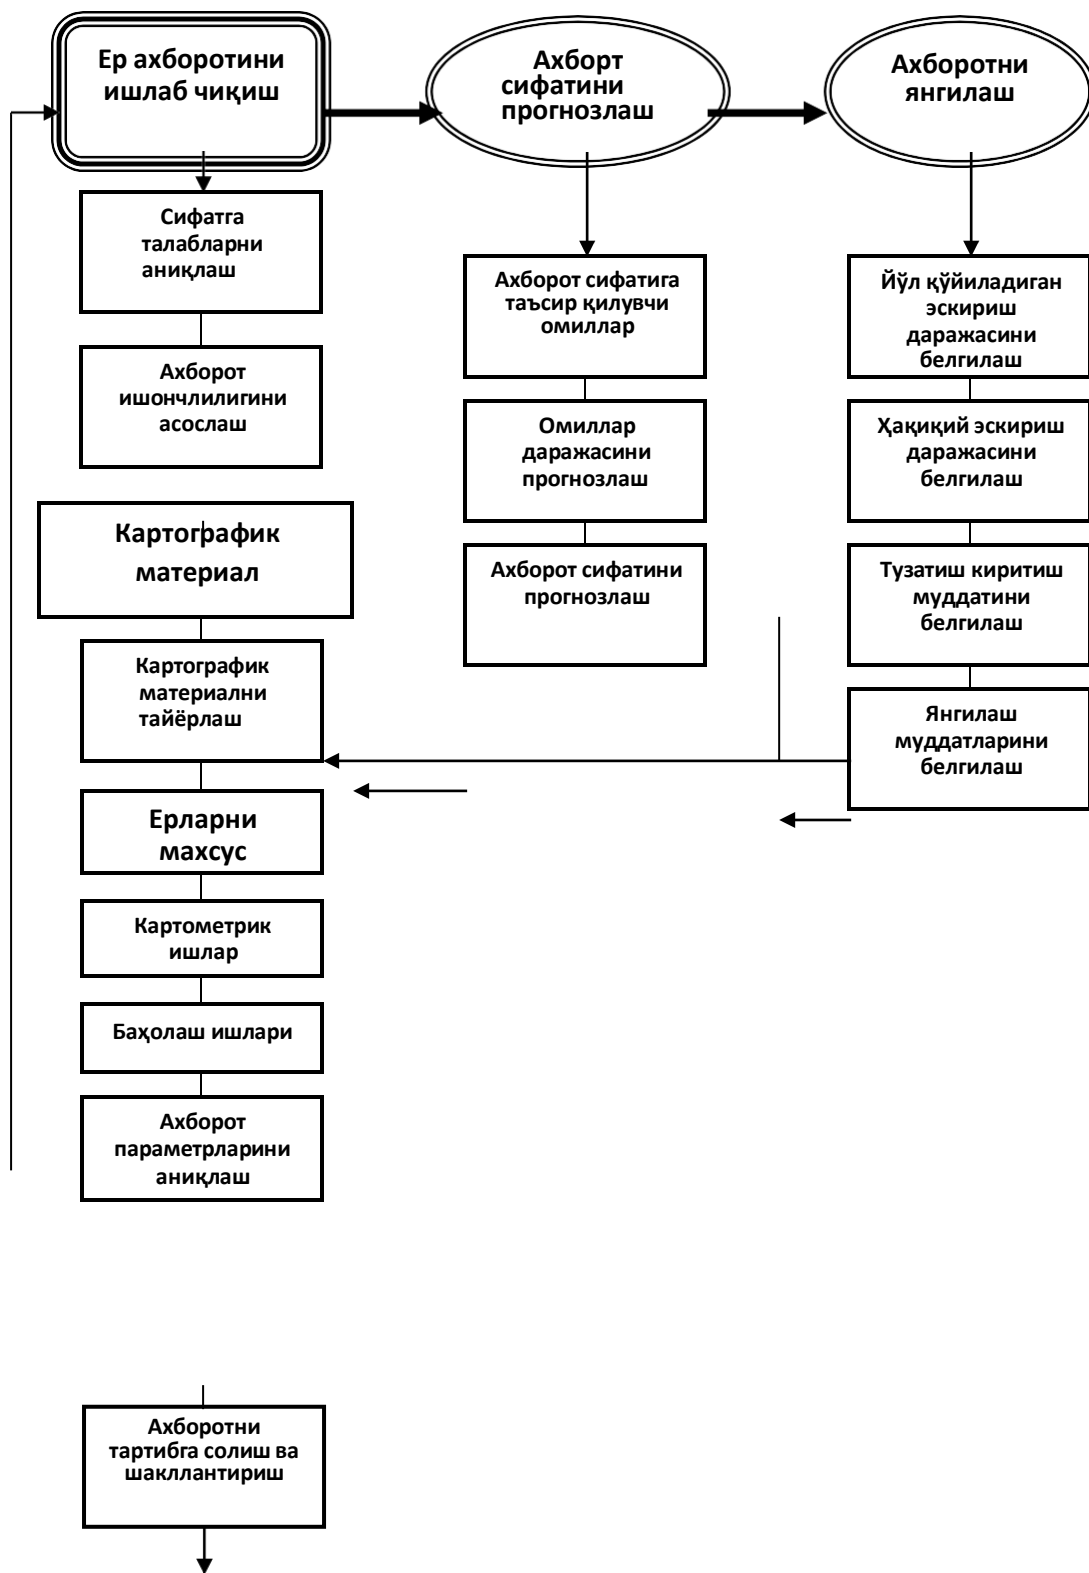 Ер ахборотини
ишлаб чиқиш
Ахборт
сифатини
прогнозлаш
Ахборотни
янгилаш
Сифатга
талабларни
аниқлаш
Ахборот
ишончлилигини
асослаш
Картографик
материал
Картографик
материални
тайёрлаш
Ерларни
махсус
Картометрик
ишлар
Баҳолаш ишлари
Ахборот
параметрларини
аниқлаш
Ахборотни
тартибга солиш ва
шакллантириш
Ахборот сифатига
таъсир қилувчи
омиллар
Омиллар
даражасини
прогнозлаш
Ахборот сифатини
прогнозлаш
Йўл қўйиладиган
эскириш
даражасини
белгилаш
Ҳақиқий эскириш
даражасини
белгилаш
Тузатиш киритиш
муддатини
белгилаш
Янгилаш
муддатларини
белгилаш